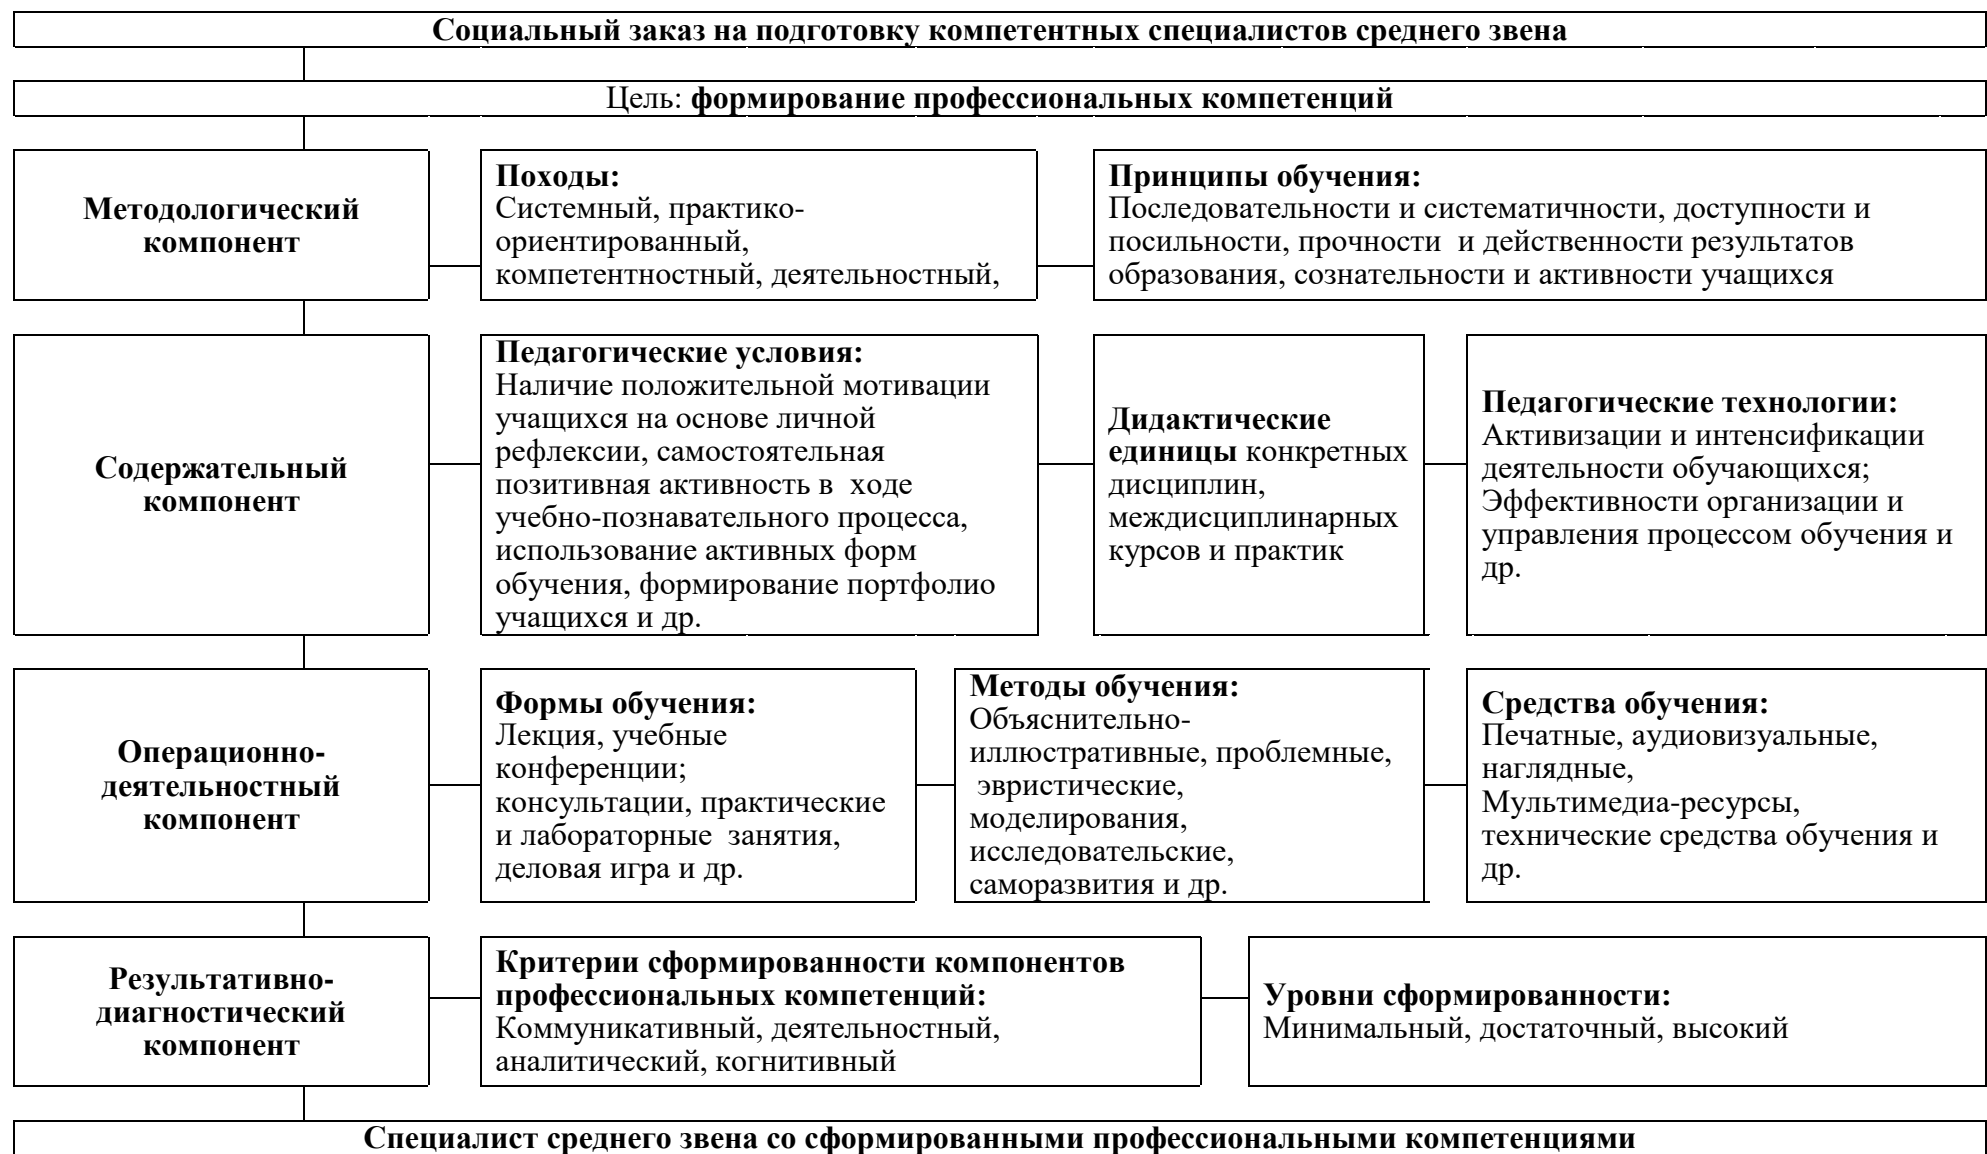 Социальный заказ на подготовку компетентных специалистов среднего звена
Цель: формирование профессиональных компетенций
Методологический
компонент
Походы:
Системный, практико-
ориентированный,
компетентностный, деятельностный,
Принципы обучения:
Последовательности и систематичности, доступности и
посильности, прочности  и действенности результатов
образования, сознательности и активности учащихся
Содержательный
компонент
Педагогические условия:
Наличие положительной мотивации
учащихся на основе личной
рефлексии, самостоятельная
позитивная активность в  ходе
учебно-познавательного процесса,
использование активных форм
обучения, формирование портфолио
учащихся и др.
Дидактические
единицы конкретных
дисциплин,
междисциплинарных
курсов и практик
Педагогические технологии:
Активизации и интенсификации
деятельности обучающихся;
Эффективности организации и
управления процессом обучения и
др.
Операционно-
деятельностный
компонент
Формы обучения:
Лекция, учебные
конференции;
консультации, практические
и лабораторные  занятия,
деловая игра и др.
Методы обучения:
Объяснительно-
иллюстративные, проблемные,
эвристические,
моделирования,
исследовательские,
саморазвития и др.
Средства обучения:
Печатные, аудиовизуальные,
наглядные,
Мультимедиа-ресурсы,
технические средства обучения и
др.
Результативно-
диагностический
компонент
Критерии сформированности компонентов
профессиональных компетенций:
Коммуникативный, деятельностный,
аналитический, когнитивный
Уровни сформированности:
Минимальный, достаточный, высокий
Специалист среднего звена со сформированными профессиональными компетенциями